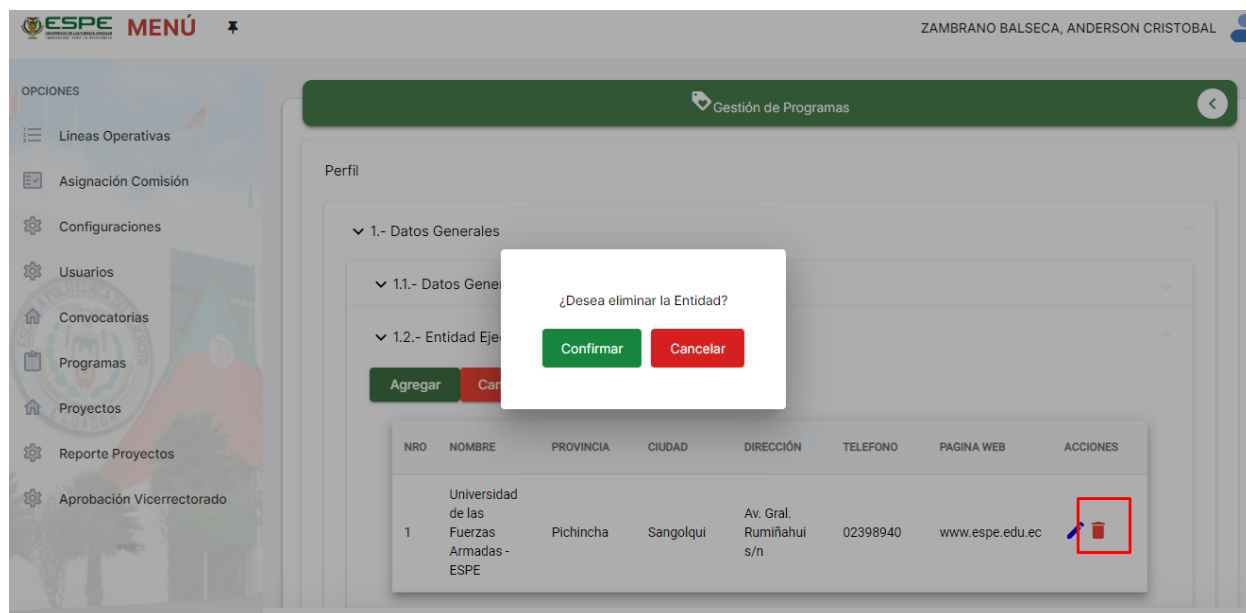 ESPE MENÚ
ZAMBRANO BALSECA, ANDERSON CRISTOBAL
OPCIONES
Lineas Operativas
Asignación Comisión
Configuraciones
Usuarios
Convocatorias
Programas
Proyectos
Reporte Proyectos
Aprobación Vicerrectorado
Gestión de Programas
Perfil
1.- Datos Generales
1.1.- Datos Gene
1.2.- Entidad Eje
¿Desea eliminar la Entidad?
Confirmar Cancelar
Agregar Can
NRO NOMBRE PROVINCIA CIUDAD DIRECCIÓN TELEFONO PAGINA WEB ACCIONES
Universidad
de las
Fuerzas
Armadas -
ESPE
1 Pichincha Sangolqui
Av. Gral.
Rumiñahui
s/n
02398940 www.espe.edu.ec